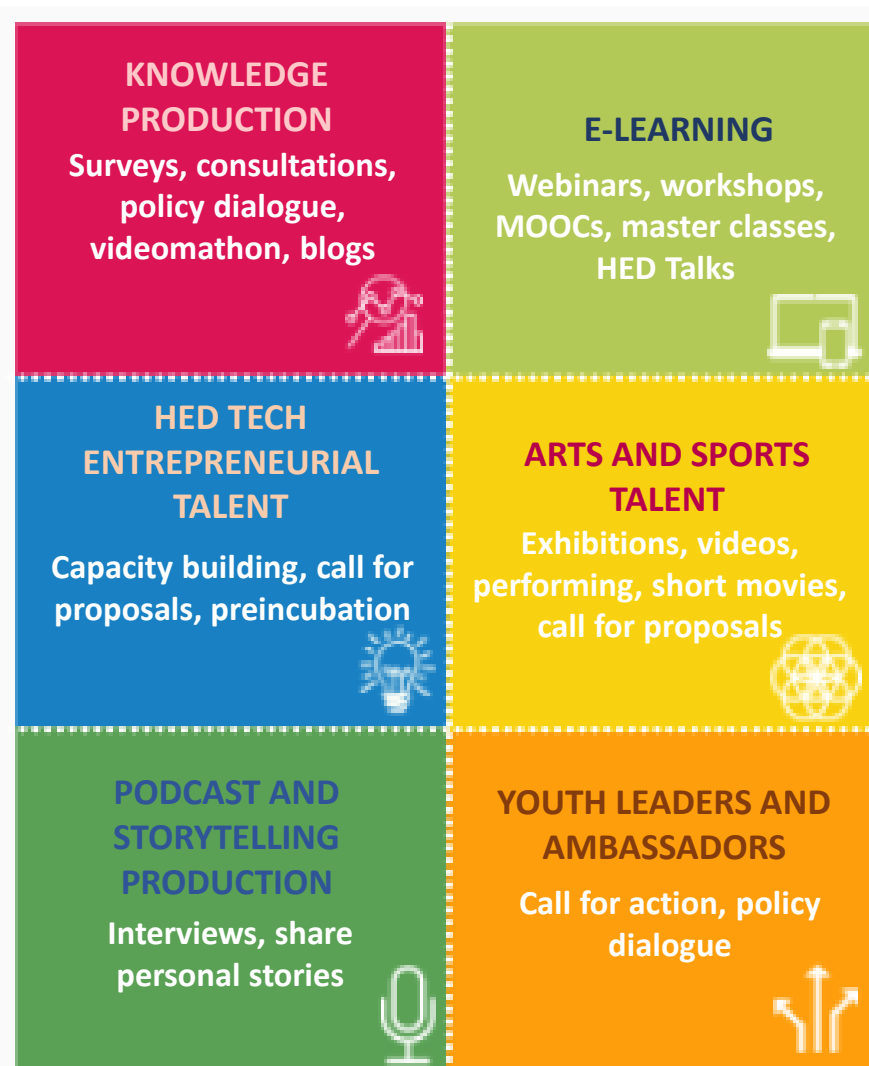 KNOWLEDGE
PRODUCTION
Surveys, consultations,
policy dialogue,
videomathon, blogs
E-LEARNING
Webinars, workshops,
MOOCs, master classes,
HED Talks
HED TECH
ENTREPRENEURIAL
TALENT
Capacity building, call for
proposals, preincubation
ARTS AND SPORTS
TALENT
Exhibitions, videos,
performing, short movies,
call for proposals
PODCAST AND
STORYTELLING
PRODUCTION
Interviews, share
personal stories
YOUTH LEADERS AND
AMBASSADORS
Call for action, policy
dialogue